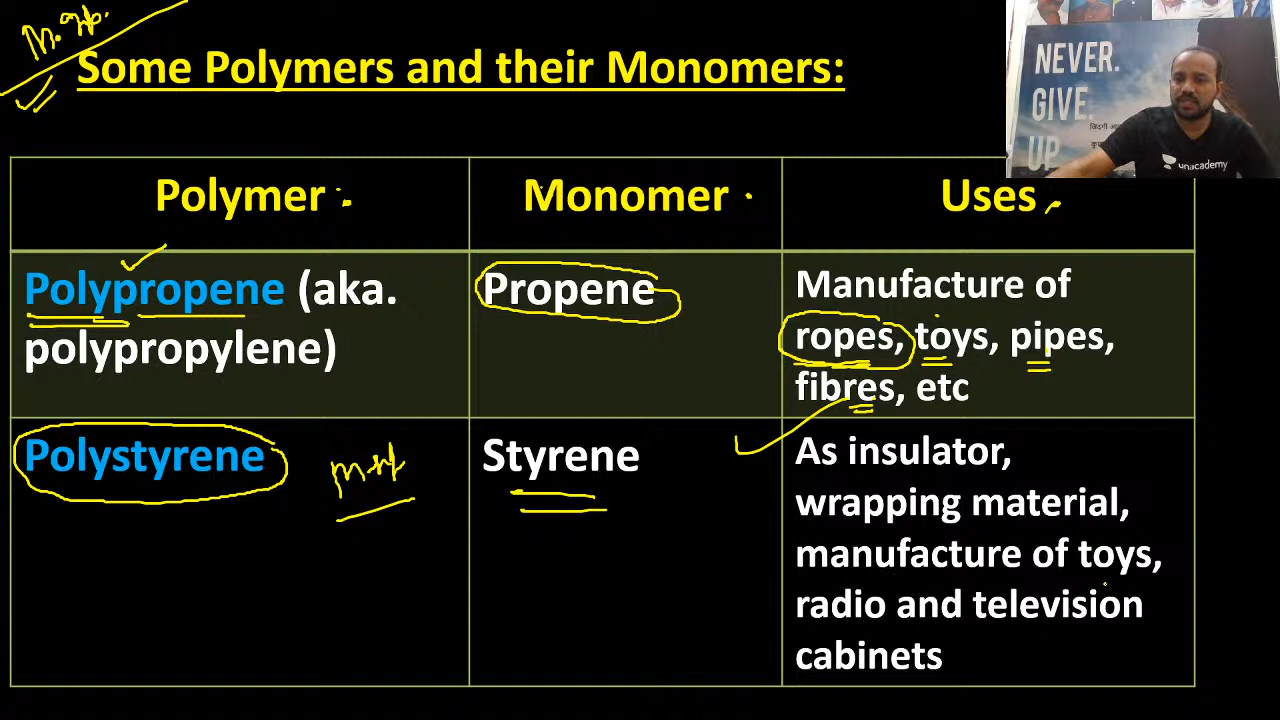 Some Polymers and their Monomers:
NEVER.
GIVE
UP
unacademy
Polymer
Monomer
Uses
Polypropene (aka.
polypropylene)
Propene
Manufacture of
ropes, toys, pipes,
fibres, etc
Polystyrene
Styrene
As insulator,
wrapping material,
manufacture of toys,
radio and television
cabinets